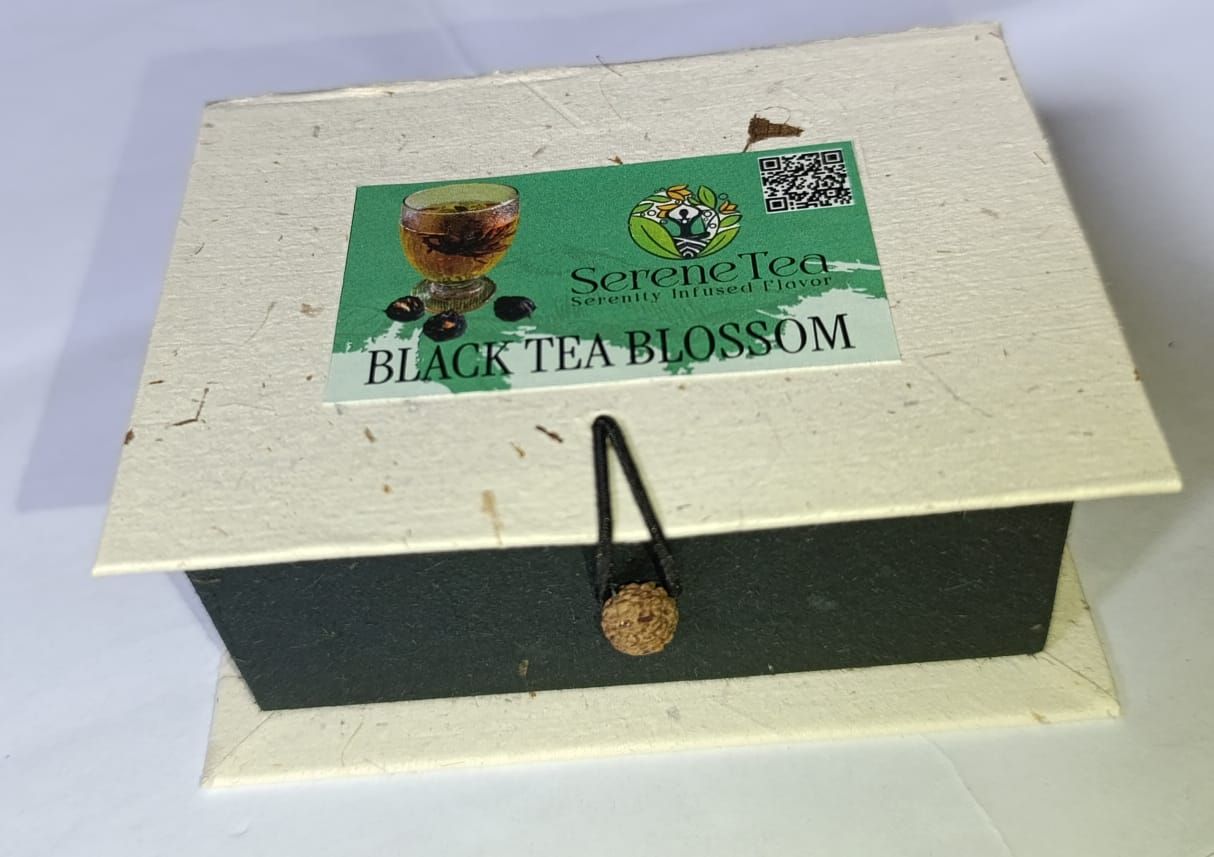 SereneTea
Serenity Infused Flavor
BLACK TEA BLOSSOM